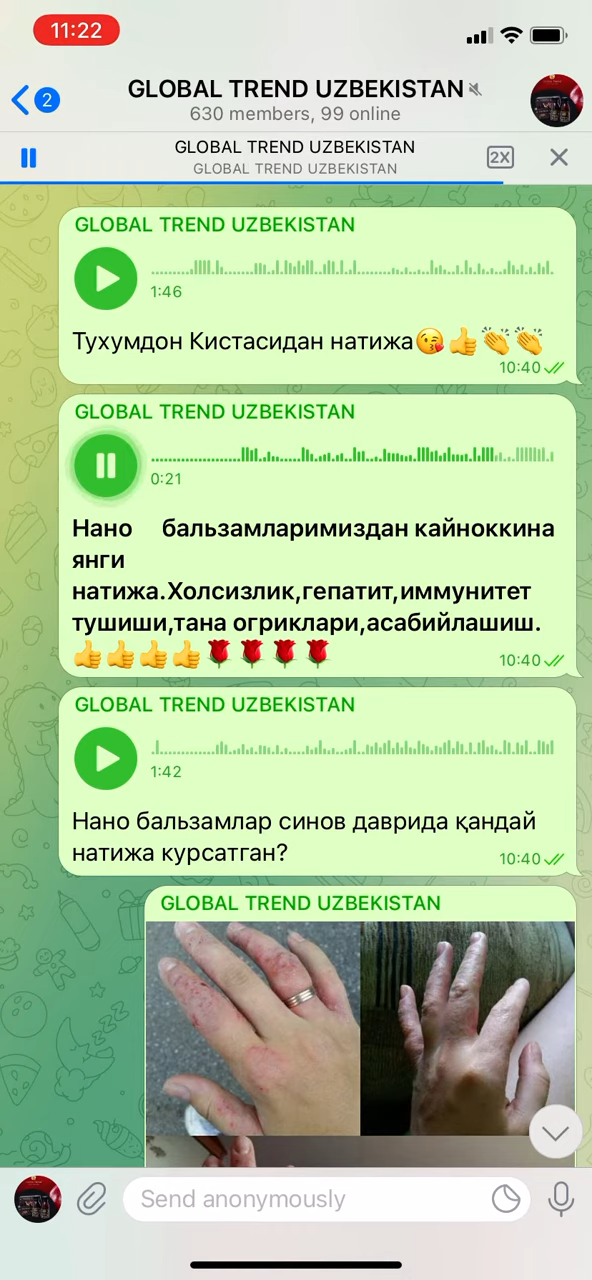 11:22
2
GLOBAL TREND UZBEKISTAN
630 members, 99 online
GLOBAL TREND UZBEKISTAN
GLOBAL TREND UZBEKISTAN
2X
GLOBAL TREND UZBEKISTAN
1:46
Тухумдон Кистасидан натижа😘👍👏👏
10:40
GLOBAL TREND UZBEKISTAN
0:21
Нано бальзамларимиздан кайноккина
янги
натижа.Холсизлик,гепатит,иммунитет
тушиши,тана огриклари,асабийлашиш.
👍👍👍👍🌹🌹🌹🌹
10:40
GLOBAL TREND UZBEKISTAN
1:42
Нано бальзамлар синов даврида қандай
натижа курсатган?
10:40
GLOBAL TREND UZBEKISTAN
Send anonymously